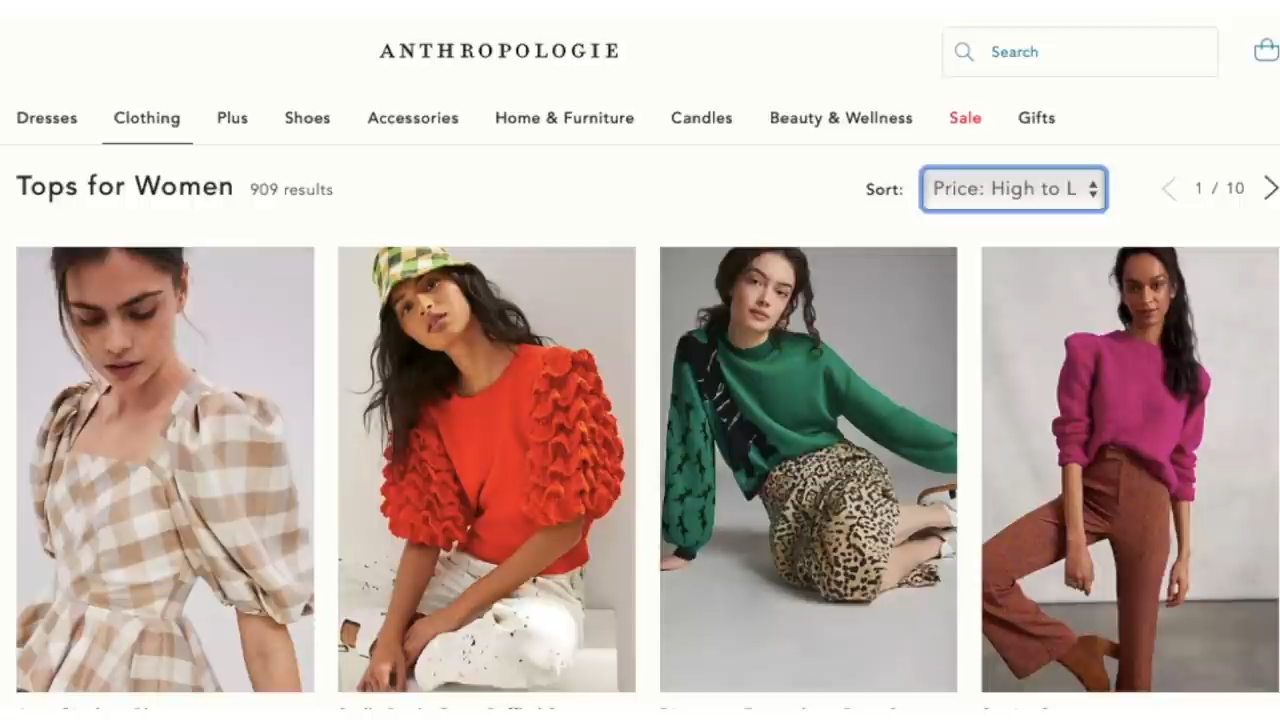 ANTHROPOLOGIE
Search
Dresses Clothing Plus Shoes Accessories Home & Furniture Candles Beauty & Wellness Sale Gifts
Tops for Women 909 results
Sort: Price: High to L 1 / 10